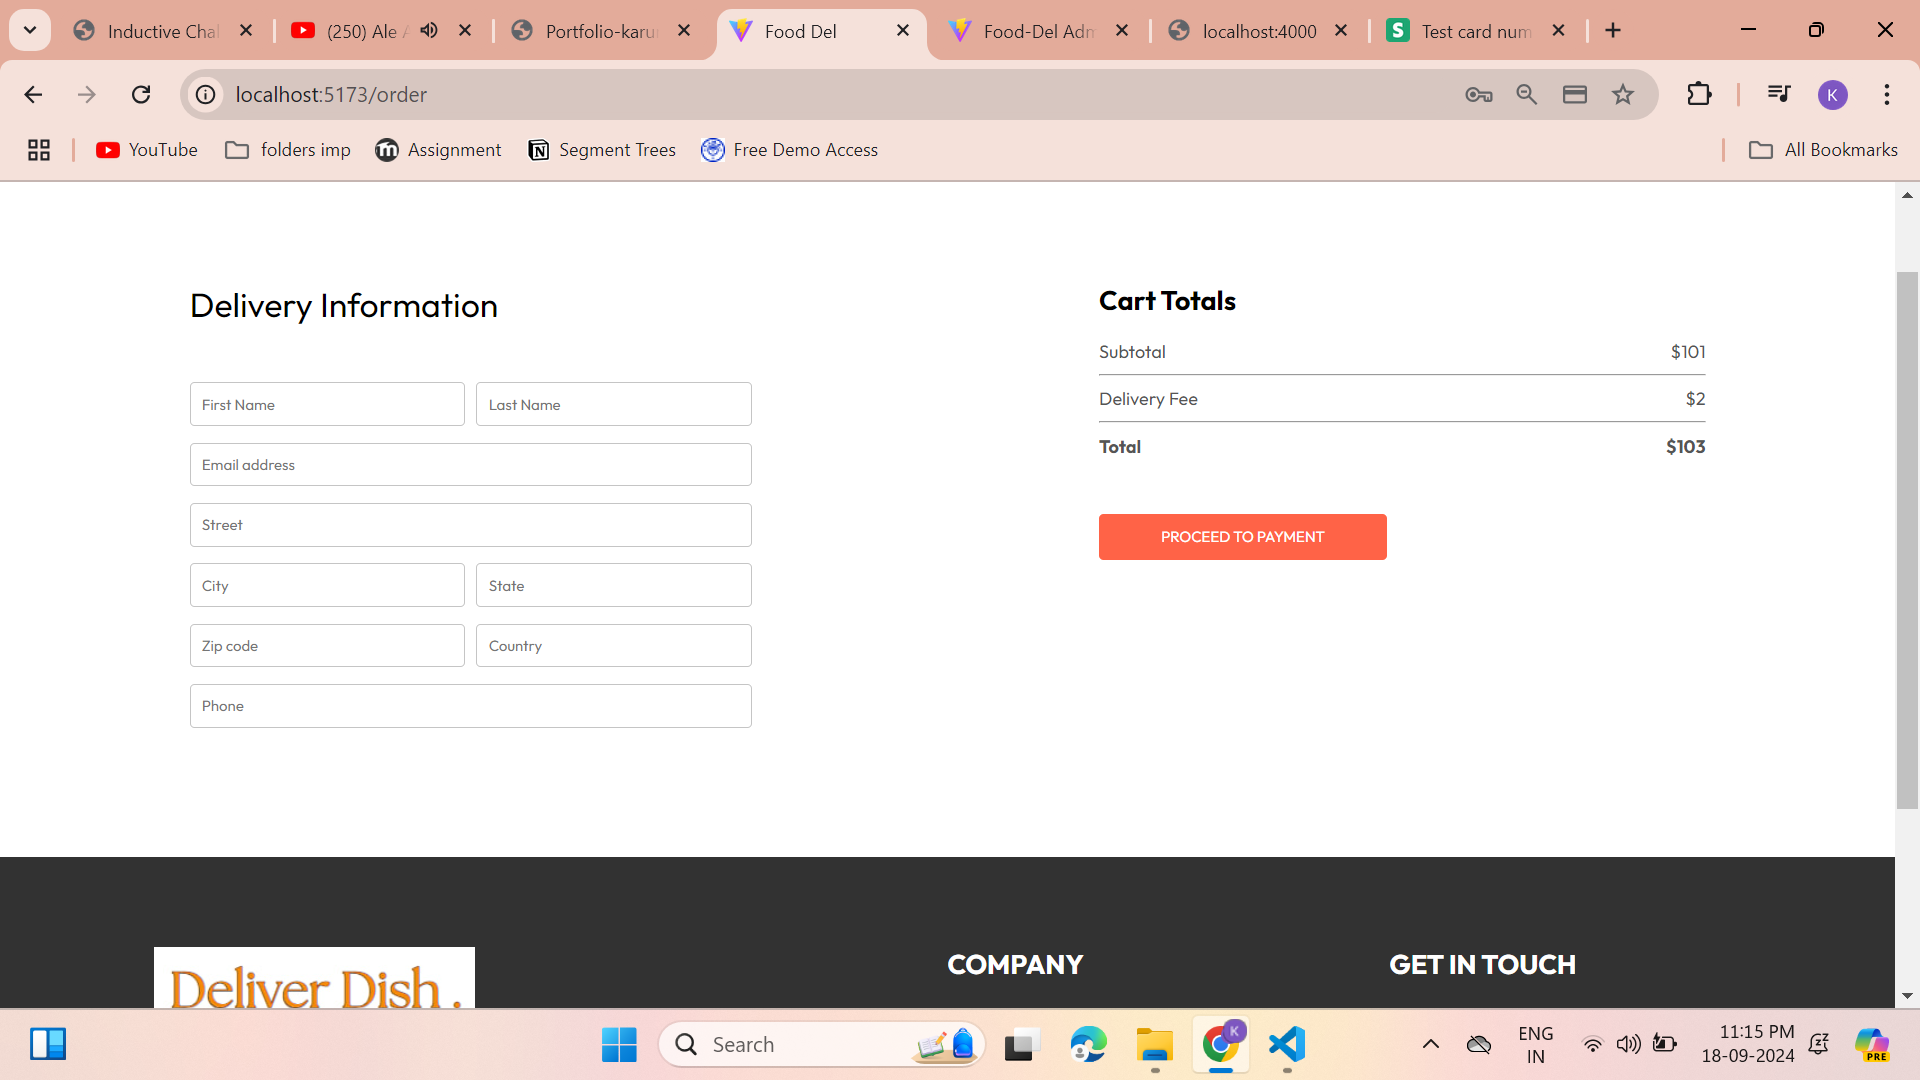 Inductive Chal
(250) Ale A
Portfolio-karu
Food Del
Food-Del Adm
localhost:4000
Test card num
localhost:5173/order
K
YouTube
folders imp
Assignment
Segment Trees
Free Demo Access
All Bookmarks
Delivery Information
First Name
Last Name
Email address
Street
City
State
Zip code
Country
Phone
Cart Totals
Subtotal $101
Delivery Fee $2
Total $103
PROCEED TO PAYMENT
Deliver Dish .
COMPANY
GET IN TOUCH
Search
K
ENG
IN
11:15 PM
18-09-2024
PRE